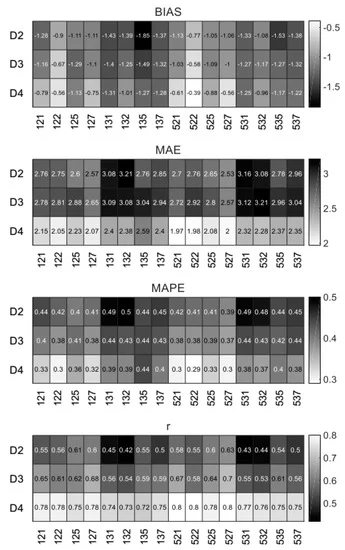 BIAS
D2 -1.28 -0.9 -1.11 -1.11 -1.43 -1.39 -1.85 -1.37 -1.13 -0.77 -1.05 -1.06 -1.33 -1.08 -1.53 -1.38
D3 -1.16 -0.67 -1.29 -1.1 -1.4 -1.25 -1.49 -1.32 -1.03 -0.58 -1.09 -1 -1.27 -1.17 -1.27 -1.32
D4 -0.79 -0.56 -1.13 -0.75 -1.31 -1.01 -1.27 -1.28 -0.61 -0.39 -0.88 -0.56 -1.25 -0.96 -1.17 -1.22
121 122 125 127 131 132 135 137 521 522 525 527 531 532 535 537
-0.5
-1
-1.5
MAE
D2 2.76 2.75 2.6 2.57 3.08 3.21 2.76 2.85 2.7 2.76 2.65 2.53 3.16 3.08 2.78 2.96
D3 2.78 2.81 2.88 2.65 3.09 3.08 3.04 2.94 2.72 2.92 2.8 2.57 3.12 3.21 2.96 3.04
D4 2.15 2.05 2.23 2.07 2.4 2.38 2.59 2.4 1.97 1.98 2.08 2 2.32 2.28 2.37 2.35
121 122 125 127 131 132 135 137 521 522 525 527 531 532 535 537
3
2.5
2
MAPE
D2 0.44 0.42 0.4 0.41 0.49 0.5 0.44 0.45 0.42 0.41 0.41 0.39 0.49 0.48 0.44 0.45
D3 0.4 0.38 0.41 0.38 0.44 0.43 0.44 0.43 0.38 0.38 0.39 0.37 0.44 0.43 0.42 0.44
D4 0.33 0.3 0.36 0.32 0.39 0.39 0.44 0.4 0.3 0.29 0.33 0.3 0.38 0.37 0.4 0.38
121 122 125 127 131 132 135 137 521 522 525 527 531 532 535 537
0.5
0.4
0.3
r
D2 0.55 0.56 0.61 0.6 0.45 0.42 0.55 0.5 0.58 0.55 0.6 0.63 0.43 0.44 0.54 0.5
D3 0.65 0.61 0.62 0.68 0.56 0.54 0.59 0.59 0.67 0.58 0.64 0.7 0.55 0.53 0.61 0.56
D4 0.78 0.75 0.75 0.78 0.74 0.73 0.72 0.75 0.8 0.8 0.78 0.8 0.77 0.76 0.75 0.75
121 122 125 127 131 132 135 137 521 522 525 527 531 532 535 537
0.8
0.7
0.6
0.5